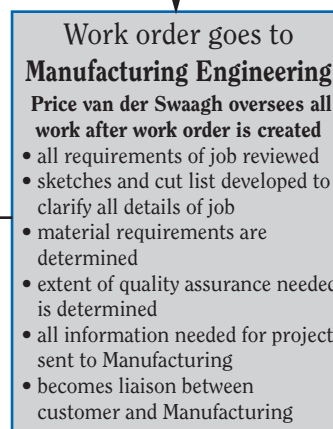 Work order goes to
Manufacturing Engineering
Price van der Swaagh oversees all
work after work order is created
• all requirements of job reviewed
• sketches and cut list developed to
clarify all details of job
• material requirements are
determined
• extent of quality assurance needed
is determined
• all information needed for project
sent to Manufacturing
• becomes liaison between
customer and Manufacturing